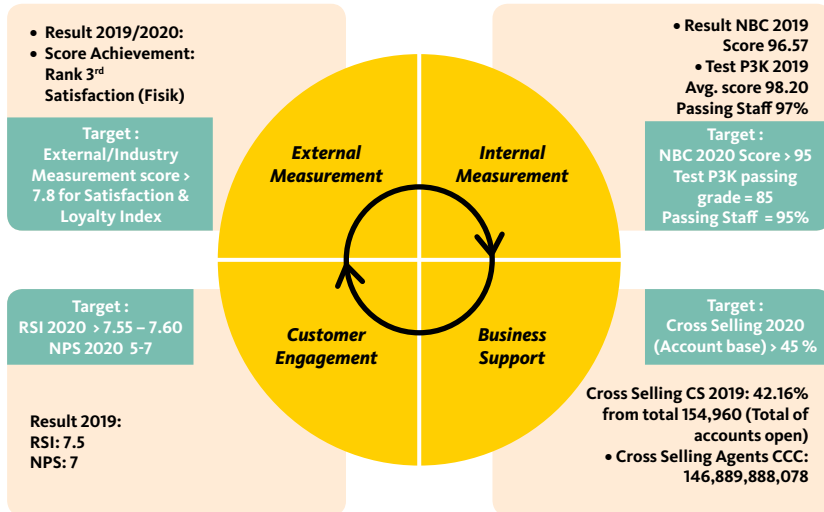 • Result 2019/2020:
• Score Achievement:
Rank 3rd
Satisfaction (Fisik)
Target :
External/Industry
Measurement score >
7.8 for Satisfaction &
Loyalty Index
External
Measurement
• Result NBC 2019
Score 96.57
• Test P3K 2019
Avg. score 98.20
Passing Staff 97%
Target :
NBC 2020 Score > 95
Test P3K passing
grade = 85
Passing Staff = 95%
Internal
Measurement
Target :
RSI 2020 > 7.55 – 7.60
NPS 2020 5-7
Result 2019:
RSI: 7.5
NPS: 7
Customer
Engagement
Business
Support
Target :
Cross Selling 2020
(Account base) > 45 %
Cross Selling CS 2019: 42.16%
from total 154,960 (Total of
accounts open)
• Cross Selling Agents CCC:
146,889,888,078